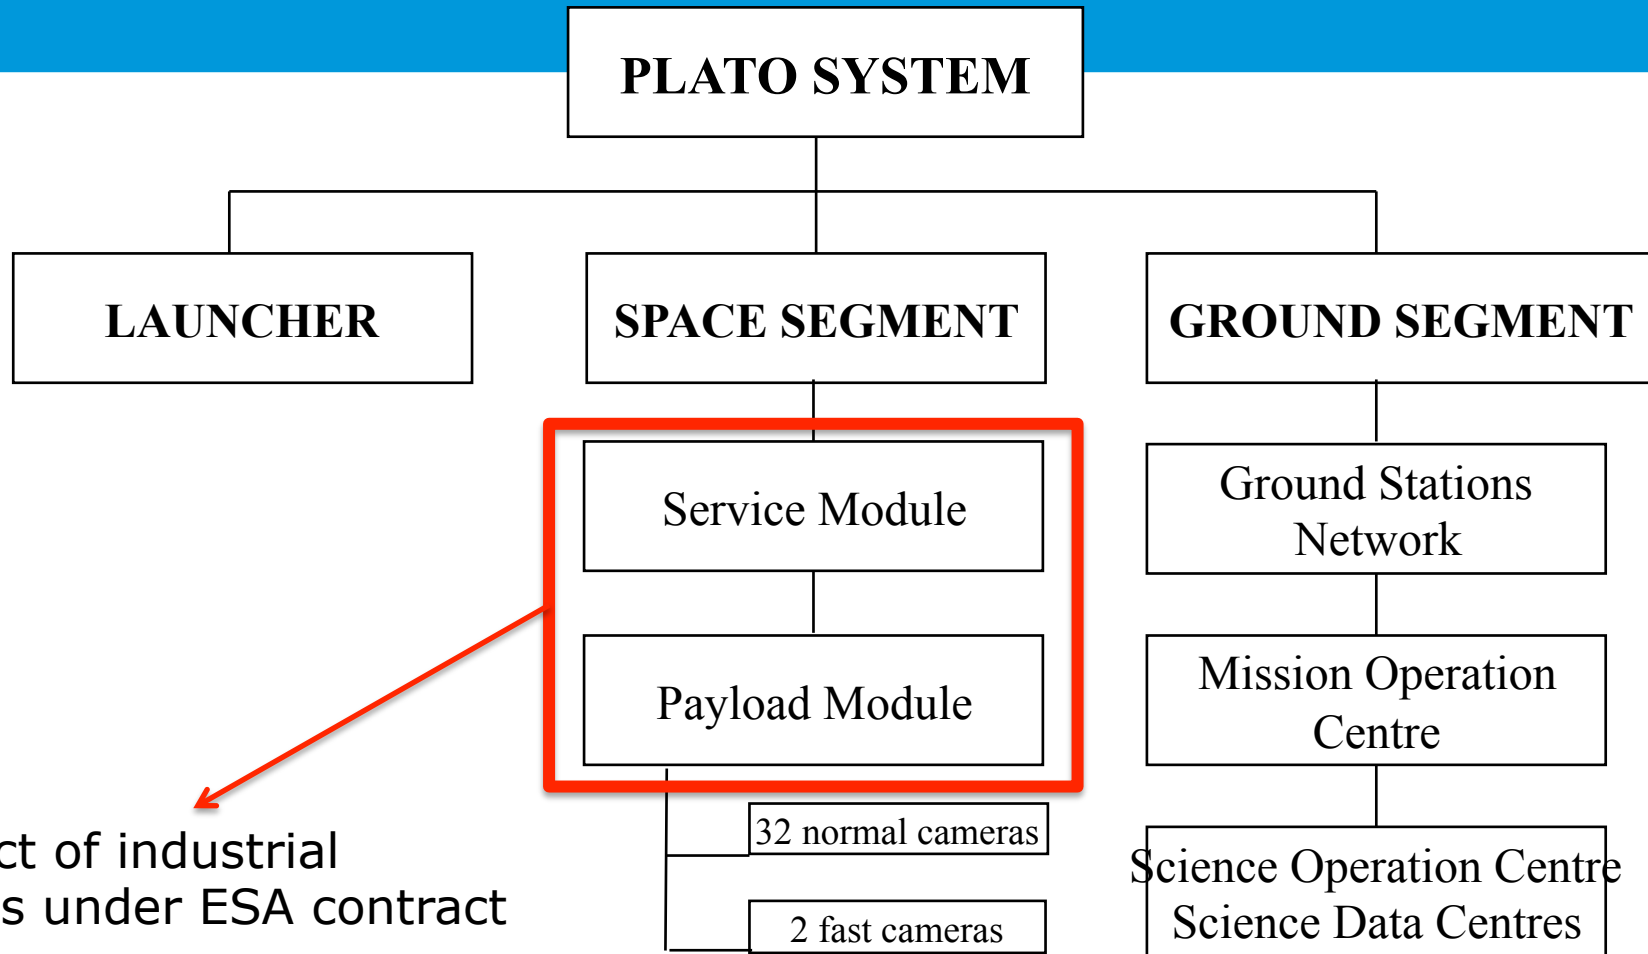 PLATO SYSTEM
LAUNCHER
SPACE SEGMENT
GROUND SEGMENT
Service Module
Payload Module
32 normal cameras
2 fast cameras
Ground Stations
Network
Mission Operation
Centre
Science Operation Centre
Science Data Centres
of industrial
under ESA contract